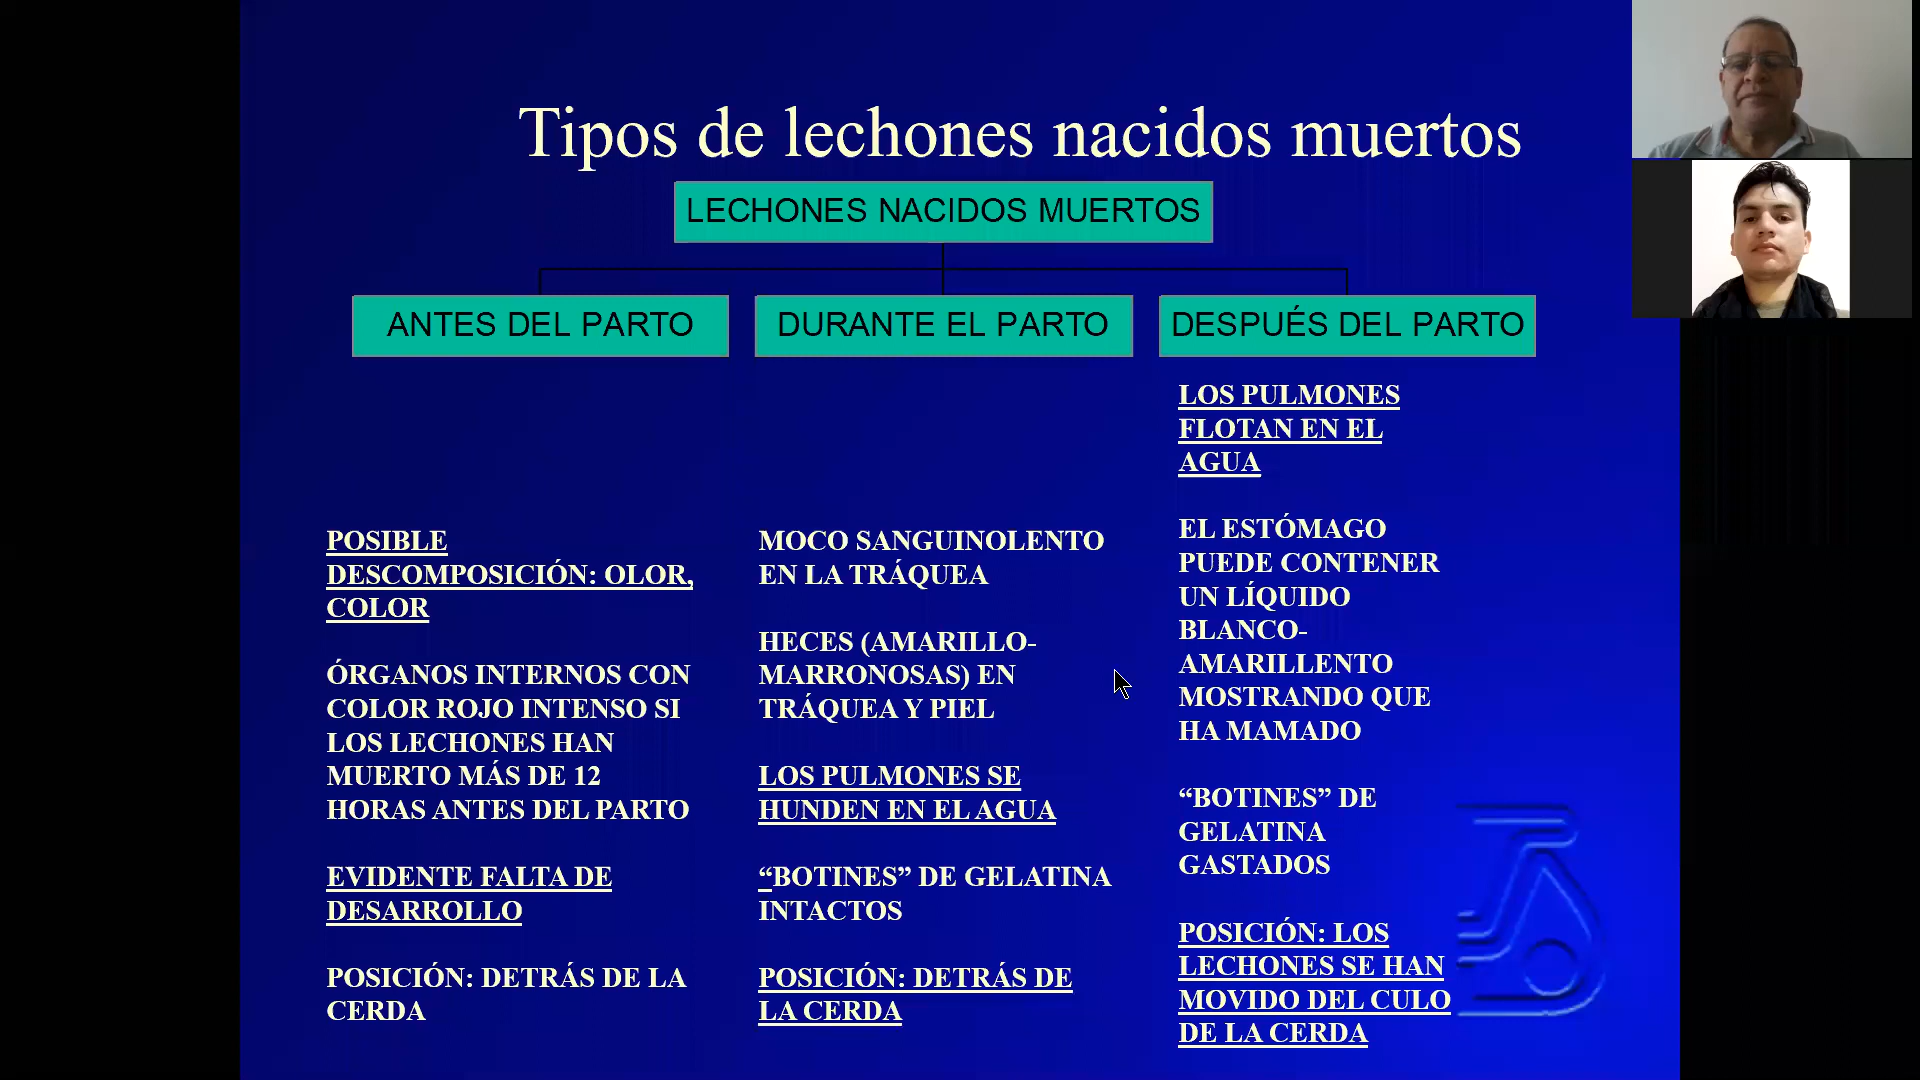 Tipos de lechones nacidos muertos
LECHONES NACIDOS MUERTOS
ANTES DEL PARTO
DURANTE EL PARTO
DESPUÉS DEL PARTO
POSIBLE
DESCOMPOSICIÓN: OLOR,
COLOR
ÓRGANOS INTERNOS CON
COLOR ROJO INTENSO SI
LOS LECHONES HAN
MUERTO MÁS DE 12
HORAS ANTES DEL PARTO
EVIDENTE FALTA DE
DESARROLLO
POSICIÓN: DETRÁS DE LA
CERDA
MOCO SANGUINOLENTO
EN LA TRÁQUEA
HECES (AMARILLO-
MARRONOSAS) EN
TRÁQUEA Y PIEL
LOS PULMONES SE
HUNDEN EN EL AGUA
“BOTINES” DE GELATINA
INTACTOS
POSICIÓN: DETRÁS DE
LA CERDA
LOS PULMONES
FLOTAN EN EL
AGUA
EL ESTÓMAGO
PUEDE CONTENER
UN LÍQUIDO
BLANCO-
AMARILLENTO
MOSTRANDO QUE
HA MAMADO
“BOTINES” DE
GELATINA
GASTADOS
POSICIÓN: LOS
LECHONES SE HAN
MOVIDO DEL CULO
DE LA CERDA